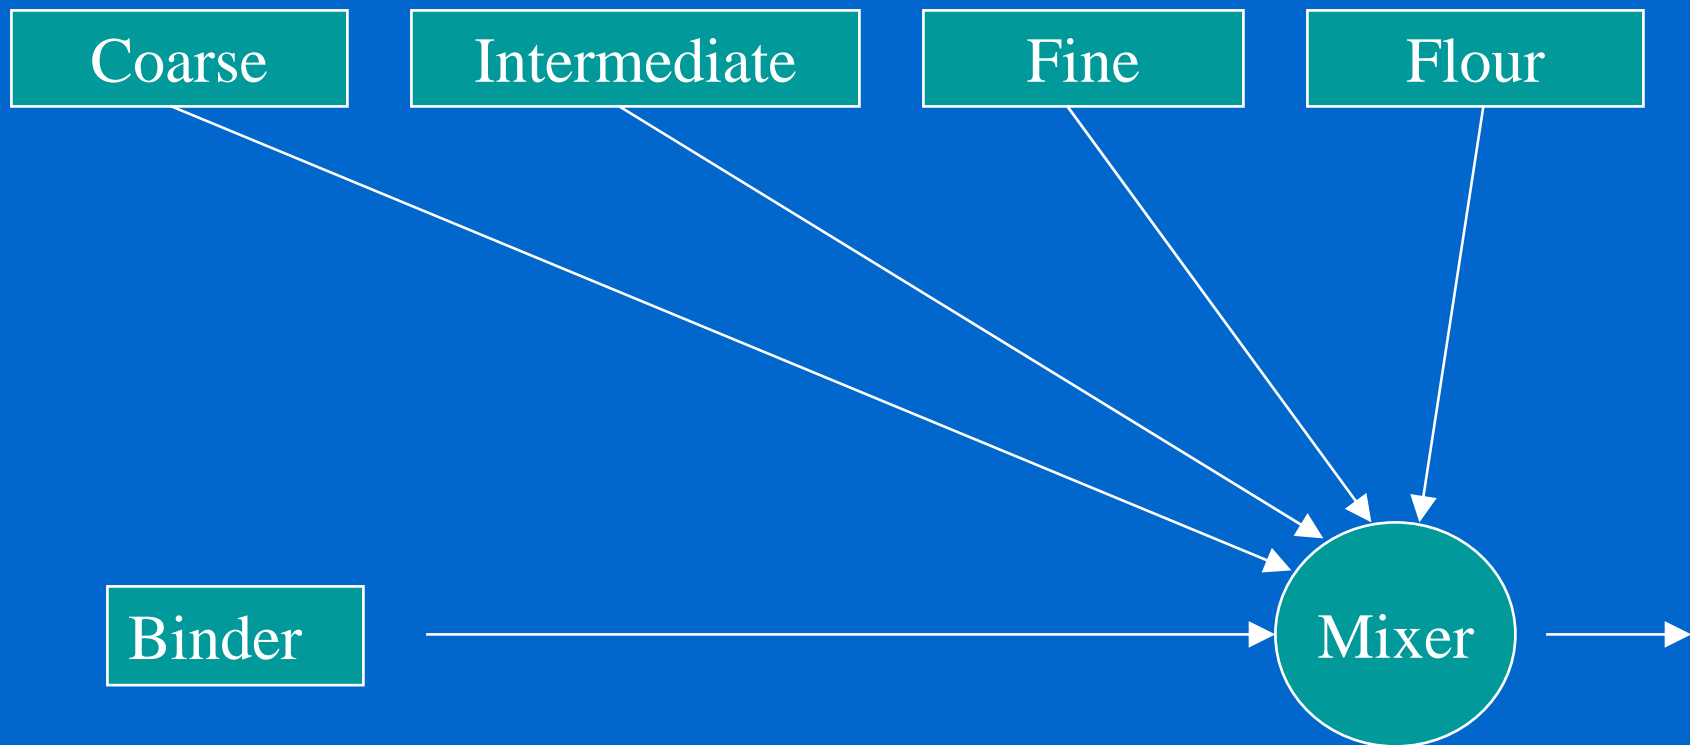 Coarse
Intermediate
Fine
Flour
Binder
Mixer